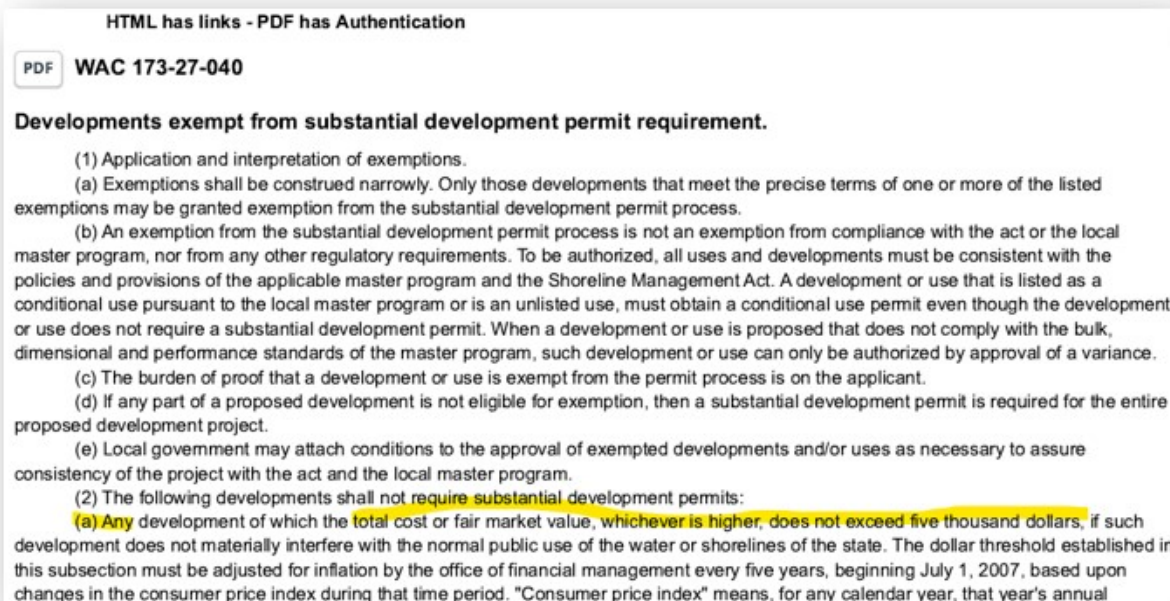 HTML has links - PDF has Authentication
PDF WAC 173-27-040
Developments exempt from substantial development permit requirement.
(1) Application and interpretation of exemptions.
(a) Exemptions shall be construed narrowly. Only those developments that meet the precise terms of one or more of the listed
exemptions may be granted exemption from the substantial development permit process.
(b) An exemption from the substantial development permit process is not an exemption from compliance with the act or the local
master program, nor from any other regulatory requirements. To be authorized, all uses and developments must be consistent with the
policies and provisions of the applicable master program and the Shoreline Management Act. A development or use that is listed as a
conditional use pursuant to the local master program or is an unlisted use, must obtain a conditional use permit even though the development
or use does not require a substantial development permit. When a development or use is proposed that does not comply with the bulk,
dimensional and performance standards of the master program, such development or use can only be authorized by approval of a variance.
(c) The burden of proof that a development or use is exempt from the permit process is on the applicant.
(d) If any part of a proposed development is not eligible for exemption, then a substantial development permit is required for the entire
proposed development project.
(e) Local government may attach conditions to the approval of exempted developments and/or uses as necessary to assure
consistency of the project with the act and the local master program.
(2) The following developments shall not require substantial development permits:
(a) Any development of which the total cost or fair market value, whichever is higher, does not exceed five thousand dollars, if such
development does not materially interfere with the normal public use of the water or shorelines of the state. The dollar threshold established in
this subsection must be adjusted for inflation by the office of financial management every five years, beginning July 1, 2007, based upon
changes in the consumer price index during that time period. "Consumer price index" means, for any calendar year, that year's annual